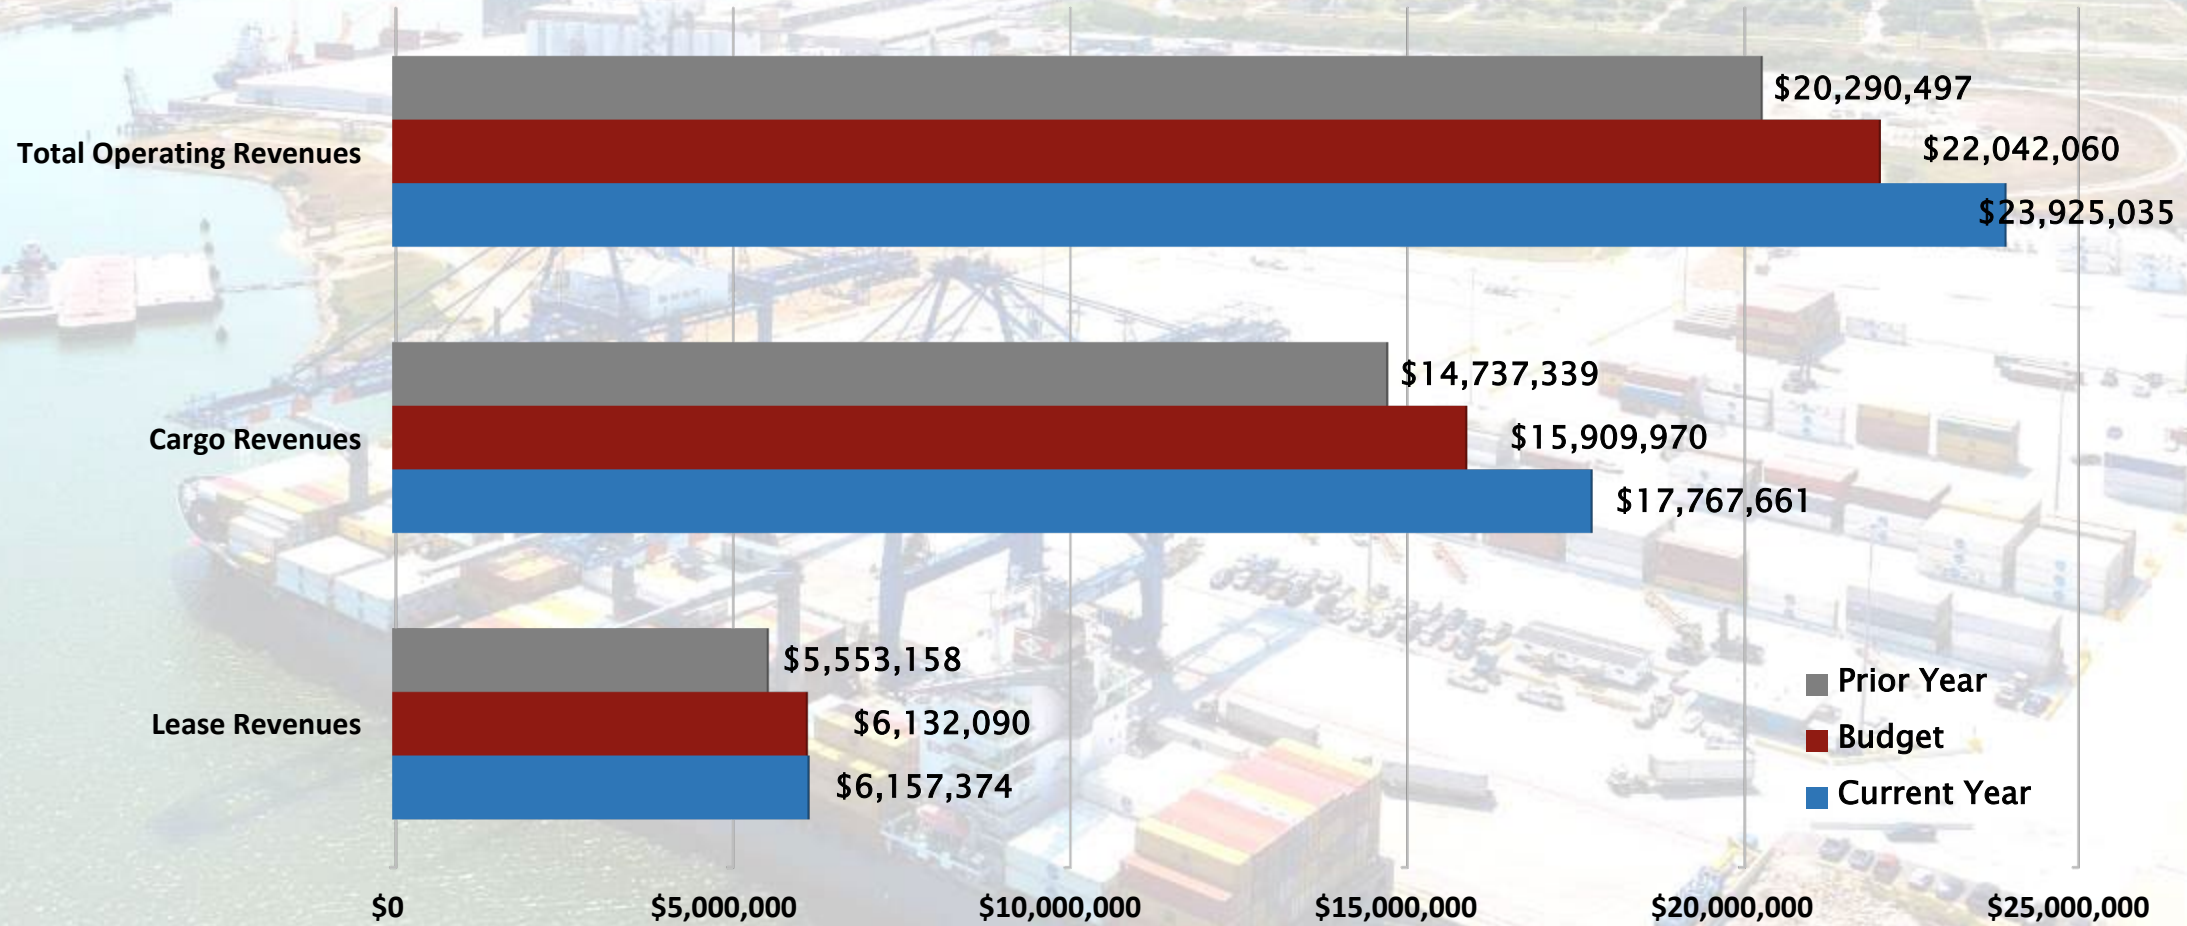 $20,290,497
Total Operating Revenues
$22,042,060
$23,925,035
$14,737,339
Cargo Revenues
$15,909,970
$17,767,661
$5,553,158
Lease Revenues
$6,132,090
$6,157,374
Prior Year
Budget
Current Year
$0 $5,000,000 $10,000,000 $15,000,000 $20,000,000 $25,000,000